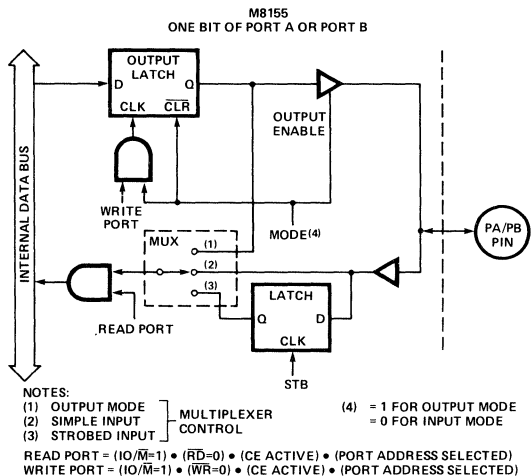 M8155
ONE BIT OF PORT A OR PORT B
OUTPUT
LATCH
D
Q
CLK
C̅L̅R̅
OUTPUT
ENABLE
INTERNAL DATA BUS
WRITE
PORT
MODE(4)
PA/PB
PIN
MUX
(1)
(2)
(3)
READ PORT
LATCH
Q
D
CLK
STB
NOTES:
(1) OUTPUT MODE
(2) SIMPLE INPUT
(3) STROBED INPUT
MULTIPLEXER
CONTROL
(4) = 1 FOR OUTPUT MODE
= 0 FOR INPUT MODE
READ PORT = (IO/M̅=1) • (R̅D̅=0) • (CE ACTIVE) • (PORT ADDRESS SELECTED)
WRITE PORT = (IO/M̅=1) • (W̅R̅=0) • (CE ACTIVE) • (PORT ADDRESS SELECTED)